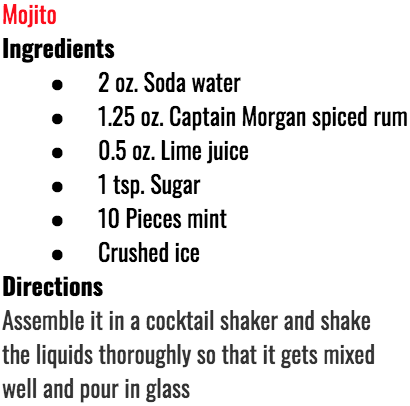 Mojito
Ingredients
● 2 oz. Soda water
● 1.25 oz. Captain Morgan spiced rum
● 0.5 oz. Lime juice
● 1 tsp. Sugar
● 10 Pieces mint
● Crushed ice
Directions
Assemble it in a cocktail shaker and shake
the liquids thoroughly so that it gets mixed
well and pour in glass